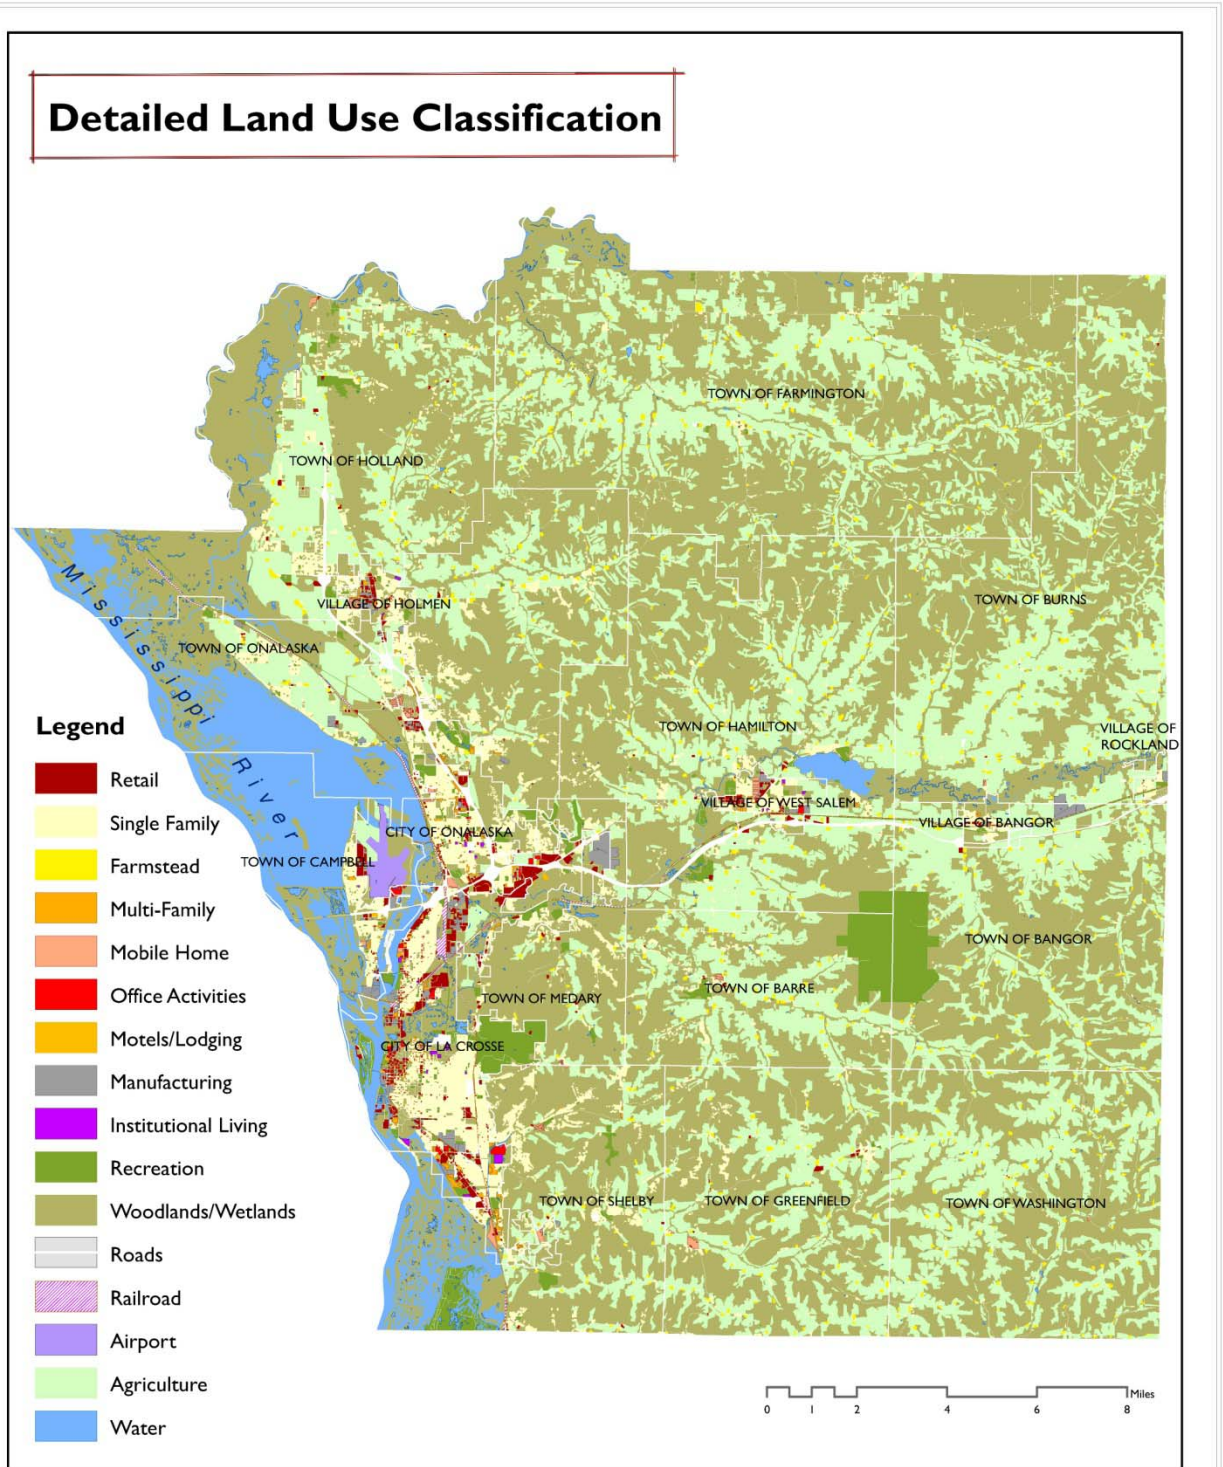 Detailed Land Use Classification
TOWN OF FARMINGTON
TOWN OF HOLLAND
VILLAGE OF HOLMEN
TOWN OF BURNS
TOWN OF ONALASKA
Mississippi River
TOWN OF HAMILTON
VILLAGE OF
ROCKLAND
VILLAGE OF WEST SALEM
VILLAGE OF BANGOR
CITY OF ONALASKA
TOWN OF CAMPBELL
TOWN OF BANGOR
TOWN OF BARRE
TOWN OF MEDARY
CITY OF LA CROSSE
TOWN OF SHELBY
TOWN OF GREENFIELD
TOWN OF WASHINGTON
Legend
Retail
Single Family
Farmstead
Multi-Family
Mobile Home
Office Activities
Motels/Lodging
Manufacturing
Institutional Living
Recreation
Woodlands/Wetlands
Roads
Railroad
Airport
Agriculture
Water
Miles
0 1 2 4 6 8